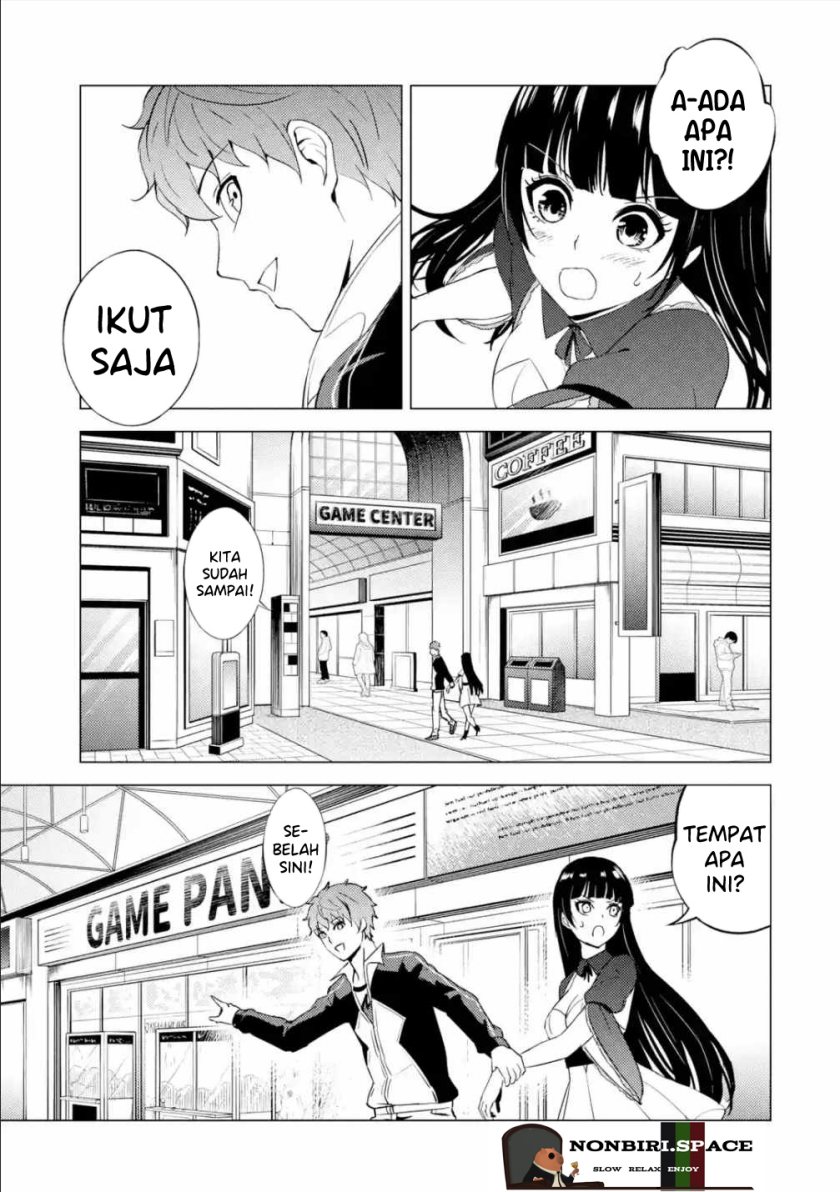 A-ADA
APA
INI?!
IKUT
SAJA
COFFEE
GAME CENTER
KITA
SUDAH
SAMPAI!
SE-
BELAH
SINI!
TEMPAT
APA
INI?
GAME PAN
NONBIRI.SPACE
SLOW RELAX ENJOY